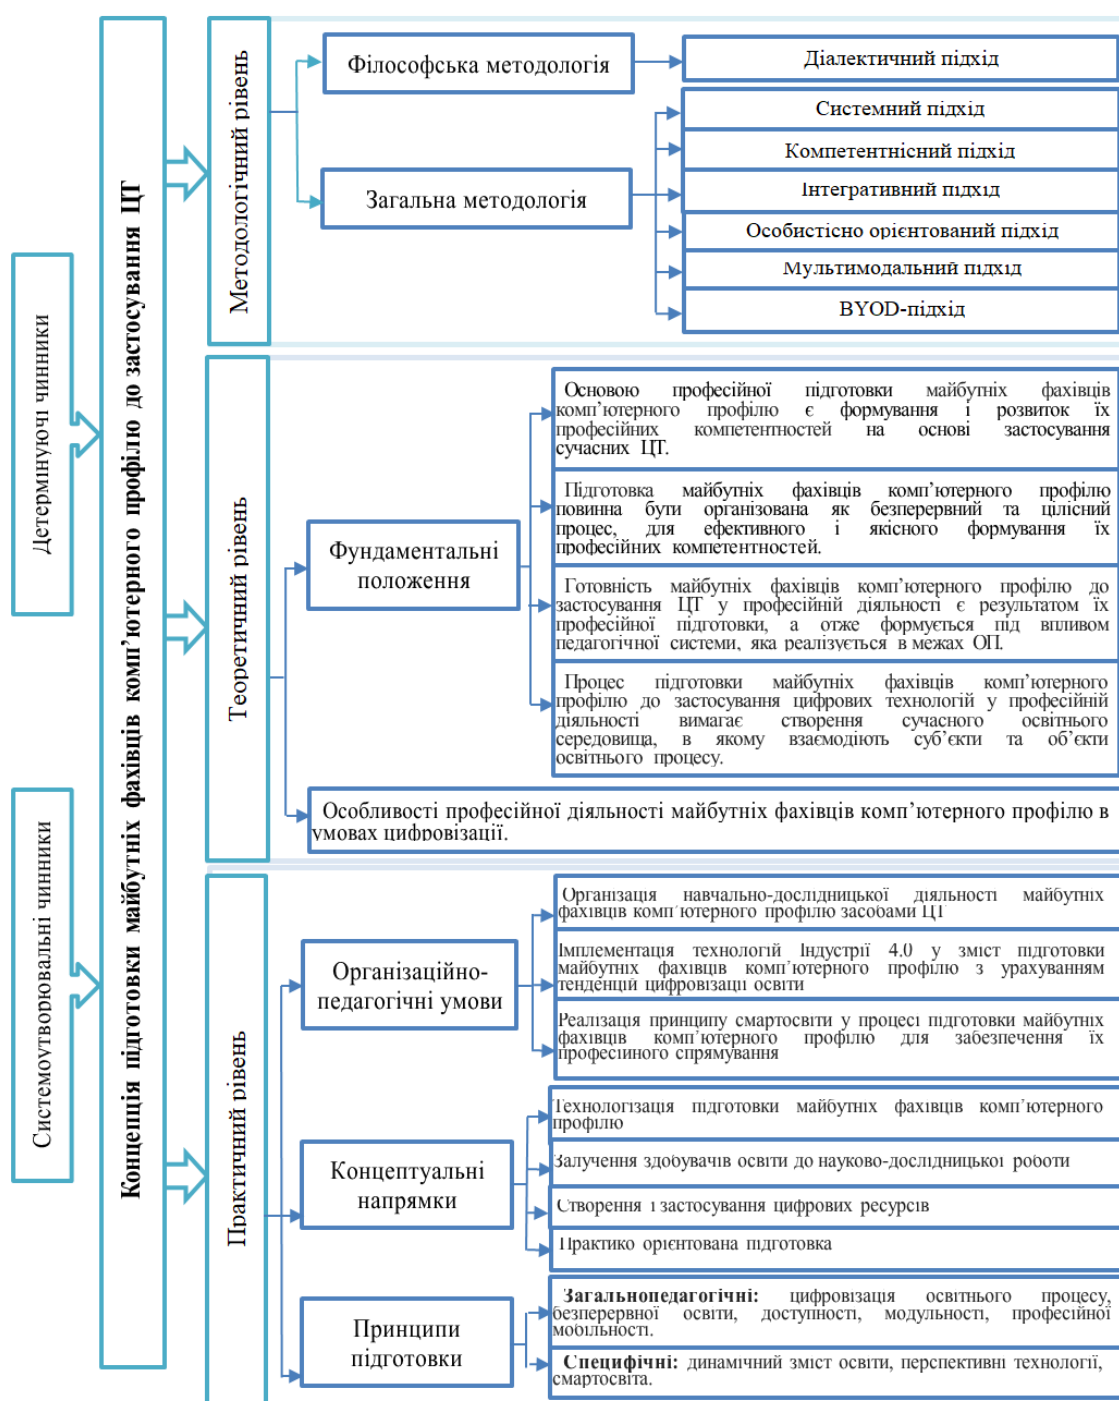 Детермінуючі чинники
Системоутворювальні чинники
Концепція підготовки майбутніх фахівців комп’ютерного профілю до застосування ЦТ
Методологічний рівень
Філософська методологія
Діалектичний підхід
Загальна методологія
Системний підхід
Компетентнісний підхід
Інтегративний підхід
Особистісно орієнтований підхід
Мультимодальний підхід
BYOD-підхід
Теоретичний рівень
Фундаментальні
положення
Основою професійної підготовки майбутніх фахівців
комп’ютерного профілю є формування і розвиток їх
професійних компетентностей на основі застосування
сучасних ЦТ.
Підготовка майбутніх фахівців комп’ютерного профілю
повинна бути організована як безперервний та цілісний
процес, для ефективного і якісного формування їх
професійних компетентностей.
Готовність майбутніх фахівців комп’ютерного профілю до
застосування ЦТ у професійній діяльності є результатом їх
професійної підготовки, а отже формується під впливом
педагогічної системи, яка реалізується в межах ОП.
Процес підготовки майбутніх фахівців комп’ютерного
профілю до застосування цифрових технологій у професійній
діяльності вимагає створення сучасного освітнього
середовища, в якому взаємодіють суб’єкти та об’єкти
освітнього процесу.
Особливості професійної діяльності майбутніх фахівців комп’ютерного профілю в
умовах цифровізації.
Практичний рівень
Організаційно-
педагогічні умови
Організація навчально-дослідницької діяльності майбутніх
фахівців комп’ютерного профілю засобами ЦТ
Імплементація технологій Індустрії 4.0 у зміст підготовки
майбутніх фахівців комп’ютерного профілю з урахуванням
тенденцій цифровізації освіти
Реалізація принципу смартосвіти у процесі підготовки майбутніх
фахівців комп’ютерного профілю для забезпечення їх
професійного спрямування
Концептуальні
напрямки
Технологізація підготовки майбутніх фахівців комп’ютерного
профілю
Залучення здобувачів освіти до науково-дослідницької роботи
Створення і застосування цифрових ресурсів
Практико орієнтована підготовка
Принципи
підготовки
Загальнопедагогічні: цифровізація освітнього процесу,
безперервної освіти, доступності, модульності, професійної
мобільності.
Специфічні: динамічний зміст освіти, перспективні технології,
смартосвіта.